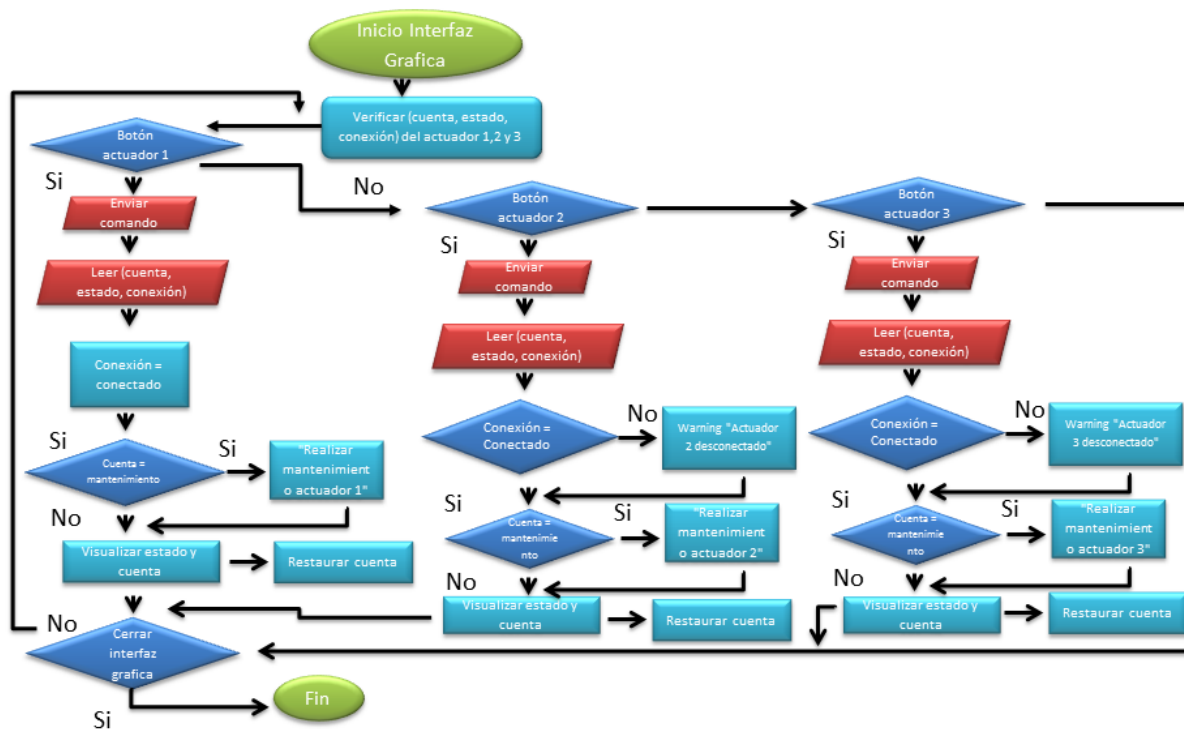 Inicio Interfaz
Grafica
Verificar (cuenta, estado,
conexión) del actuador 1,2 y 3
Botón
actuador 1
Si
No
Enviar
comando
Leer (cuenta,
estado, conexión)
Conexión =
conectado
Si
Cuenta =
mantenimiento
Si
"Realizar
mantenimient
o actuador 1"
No
Visualizar estado y
cuenta
Restaurar cuenta
No
Cerrar
interfaz
grafica
Si
Fin
Botón
actuador 2
Si
Enviar
comando
Leer (cuenta,
estado, conexión)
Conexión =
Conectado
No
Warning "Actuador
2 desconectado"
Si
Cuenta =
mantenimie
nto
Si
"Realizar
mantenimient
o actuador 2"
No
Visualizar estado y
cuenta
Restaurar cuenta
Botón
actuador 3
Si
Enviar
comando
Leer (cuenta,
estado, conexión)
Conexión =
Conectado
No
Warning "Actuador
3 desconectado"
Si
Cuenta =
mantenimie
nto
Si
"Realizar
mantenimient
o actuador 3"
No
Visualizar estado y
cuenta
Restaurar cuenta